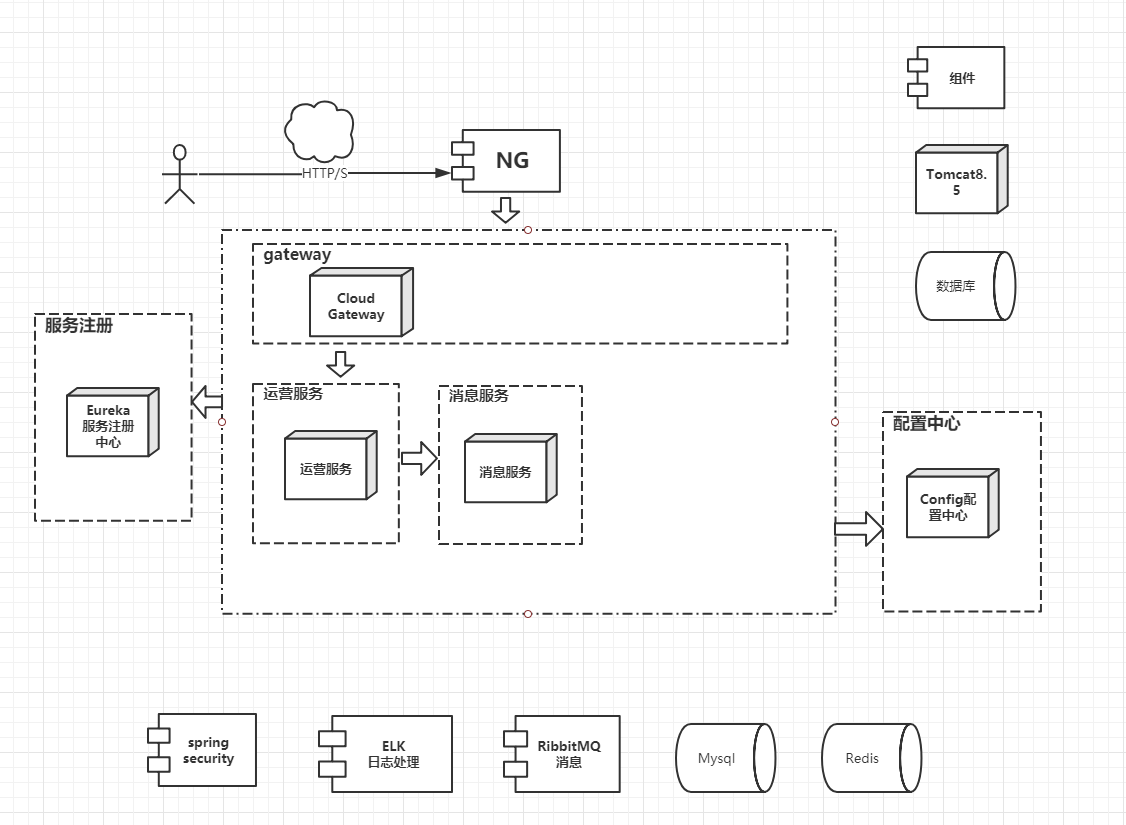 组件
NG
HTTP/S
Tomcat8.
5
gateway
Cloud
Gateway
数据库
服务注册
Eureka
服务注册
中心
运营服务
运营服务
消息服务
消息服务
配置中心
Config配
置中心
spring
security
ELK
日志处理
RibbitMQ
消息
Mysql
Redis